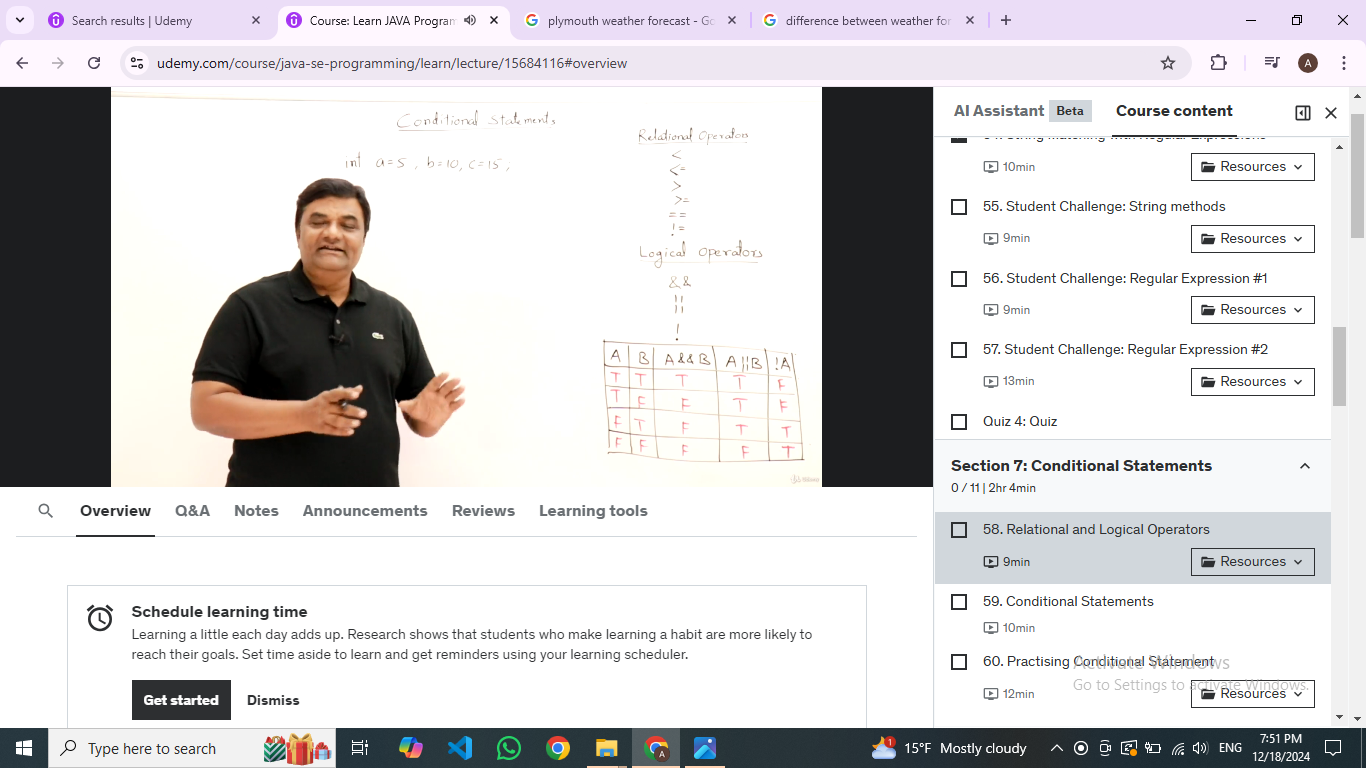 Search results | Udemy
Course: Learn JAVA Program
plymouth weather forecast - Go
difference between weather for
udemy.com/course/java-se-programming/learn/lecture/15684116#overview
A
Conditional Statements
int a=5 , b=10, c=15;
Relational Operators
<
<=
>
>=
==
!=
Logical Operators
&&
||
!
A B A&&B A||B !A
T T T T F
T F F T F
F T F T T
F F F F T
Overview Q&A Notes Announcements Reviews Learning tools
Schedule learning time
Learning a little each day adds up. Research shows that students who make learning a habit are more likely to
reach their goals. Set time aside to learn and get reminders using your learning scheduler.
Get started Dismiss
AI Assistant Beta Course content
54. String Matching with Regular Expressions
10min Resources
55. Student Challenge: String methods
9min Resources
56. Student Challenge: Regular Expression #1
9min Resources
57. Student Challenge: Regular Expression #2
13min Resources
Quiz 4: Quiz
Section 7: Conditional Statements
0 / 11 | 2hr 4min
58. Relational and Logical Operators
9min Resources
59. Conditional Statements
10min
60. Practising Conditional Statement
12min Resources
Activate Windows
Go to Settings to activate Windows.
Type here to search
15°F Mostly cloudy
ENG
7:51 PM
12/18/2024